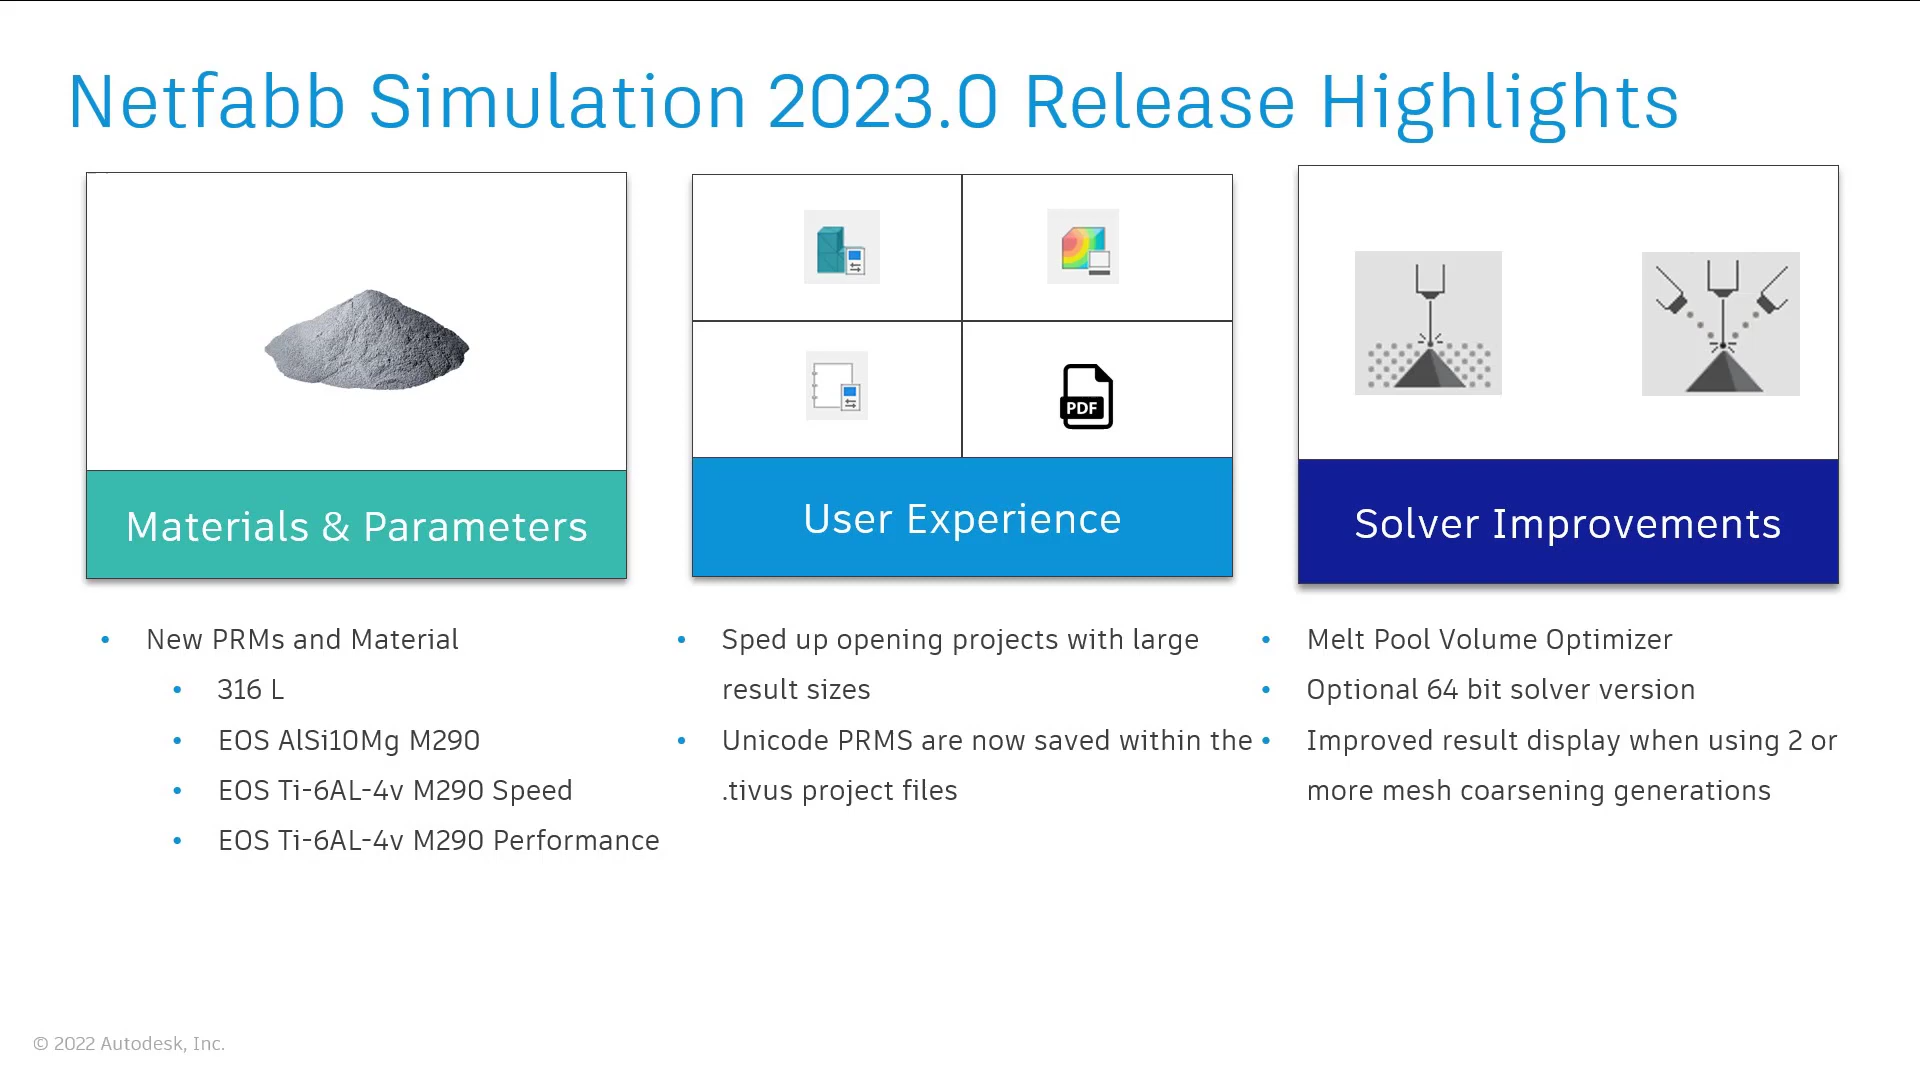 Netfabb Simulation 2023.0 Release Highlights
Materials & Parameters
• New PRMs and Material
• 316 L
• EOS AlSi10Mg M290
• EOS Ti-6AL-4v M290 Speed
• EOS Ti-6AL-4v M290 Performance
PDF
User Experience
• Sped up opening projects with large
result sizes
• Unicode PRMS are now saved within the
.tivus project files
Solver Improvements
• Melt Pool Volume Optimizer
• Optional 64 bit solver version
• Improved result display when using 2 or
more mesh coarsening generations
© 2022 Autodesk, Inc.